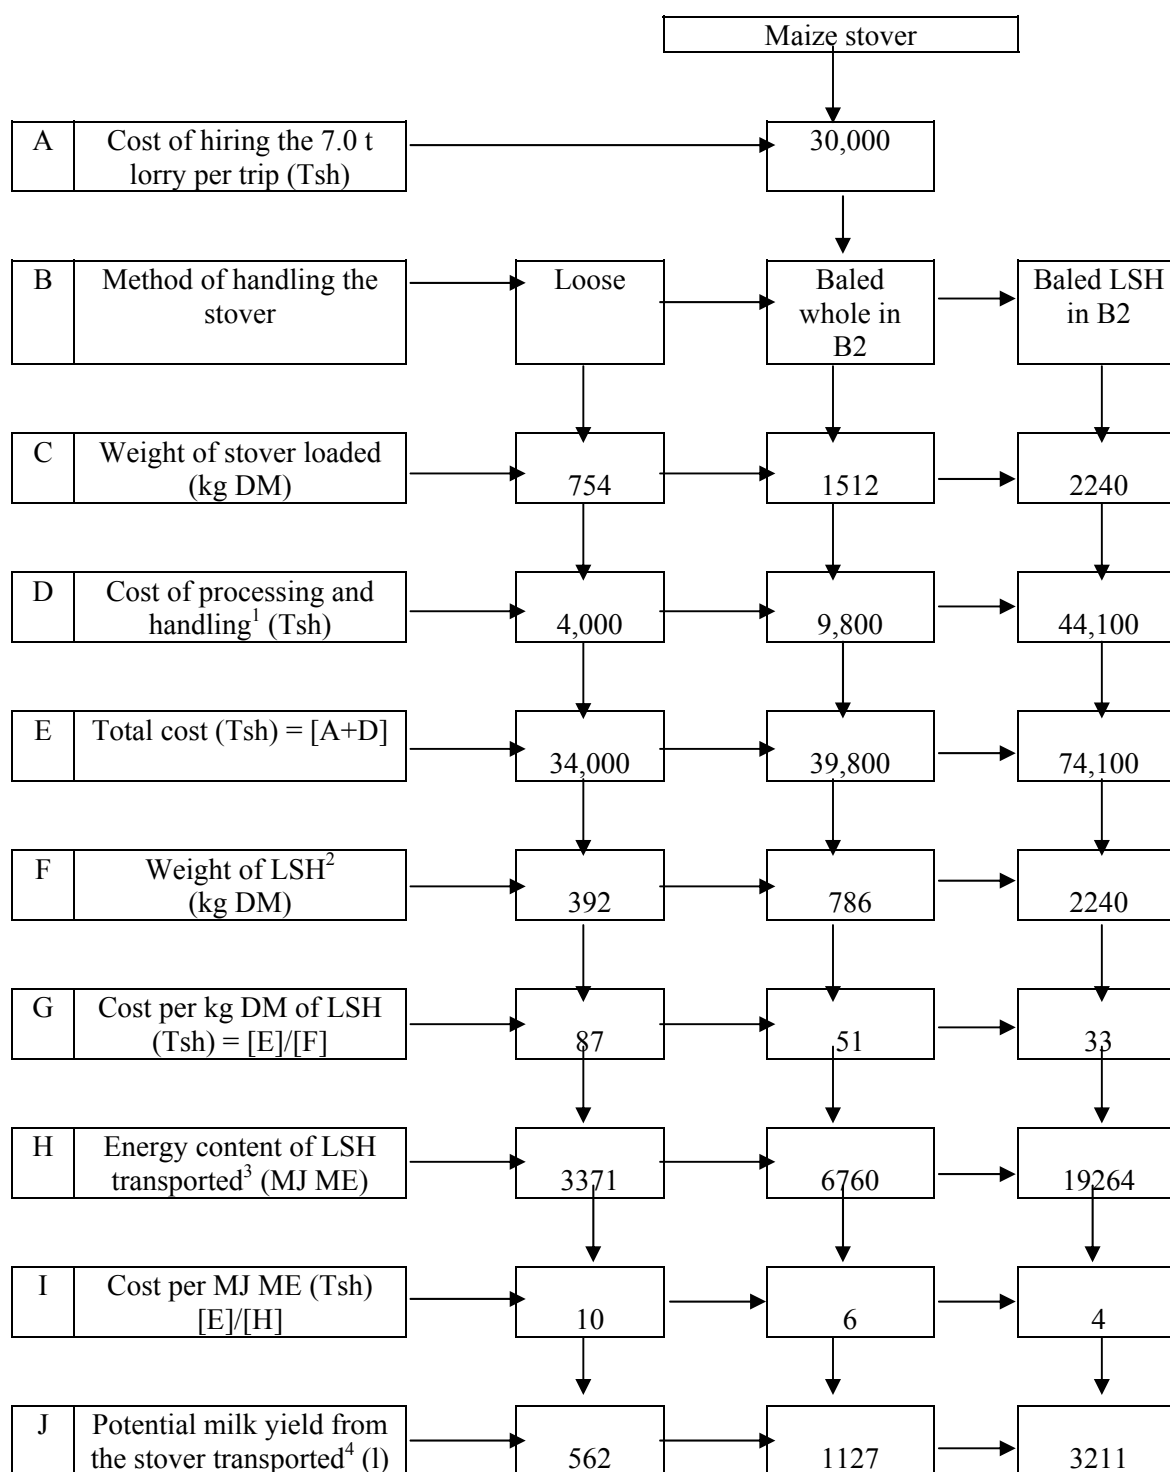 Maize stover
A Cost of hiring the 7.0 t 30,000
lorry per trip (Tsh)
B Method of handling the Loose Baled Baled LSH
stover whole in in B2
B2
C Weight of stover loaded
(kg DM) 754 1512 2240
D Cost of processing and
handling¹ (Tsh) 4,000 9,800 44,100
E Total cost (Tsh) = [A+D]
34,000 39,800 74,100
F Weight of LSH²
(kg DM) 392 786 2240
G Cost per kg DM of LSH
(Tsh) = [E]/[F] 87 51 33
H Energy content of LSH
transported³ (MJ ME) 3371 6760 19264
I Cost per MJ ME (Tsh)
[E]/[H] 10 6 4
J Potential milk yield from
the stover transported⁴ (l) 562 1127 3211